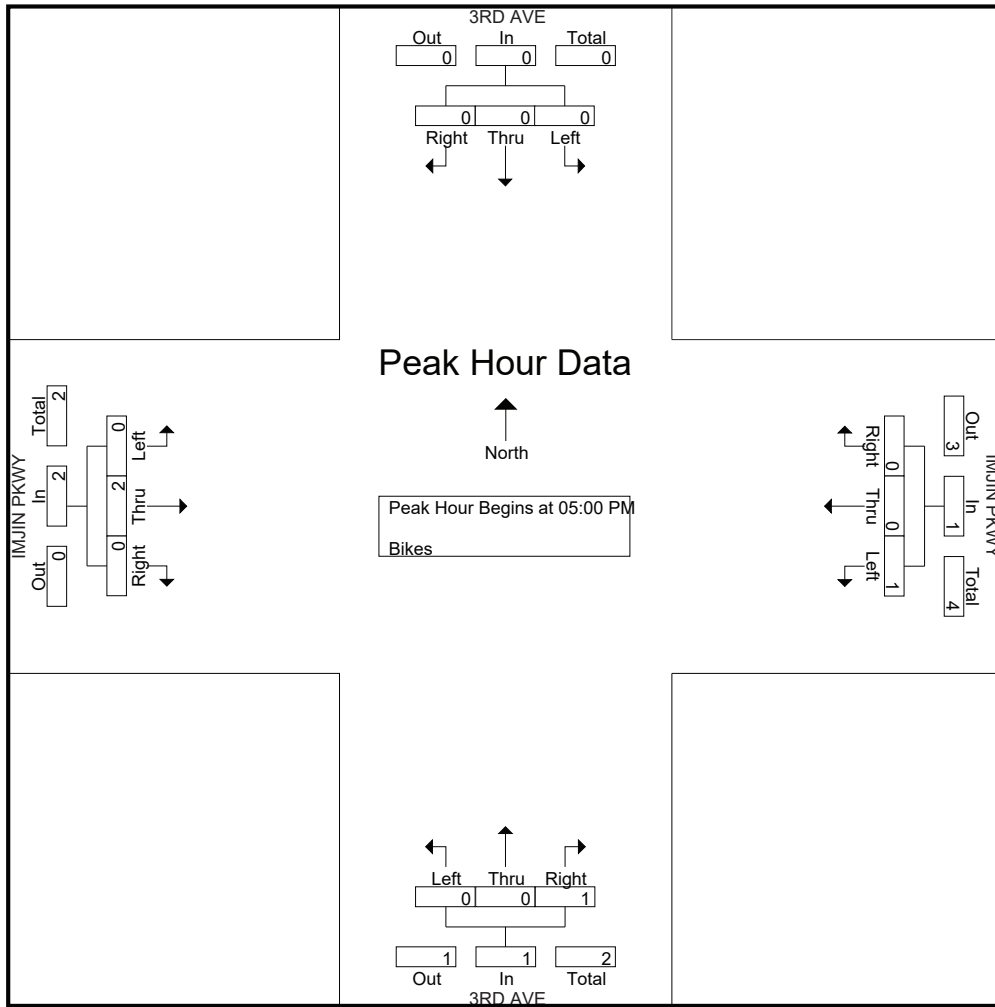 3RD AVE
Out In Total
0 0 0
0 0 0
Right Thru Left
Peak Hour Data
North
Peak Hour Begins at 05:00 PM
Bikes
IMJIN PKWY
Out In Total
0 2 2
Right Thru Left
0 2 0
IMJIN PKWY
Out In Total
3 1 4
Right Thru Left
0 0 1
Left Thru Right
0 0 1
1 1 2
Out In Total
3RD AVE